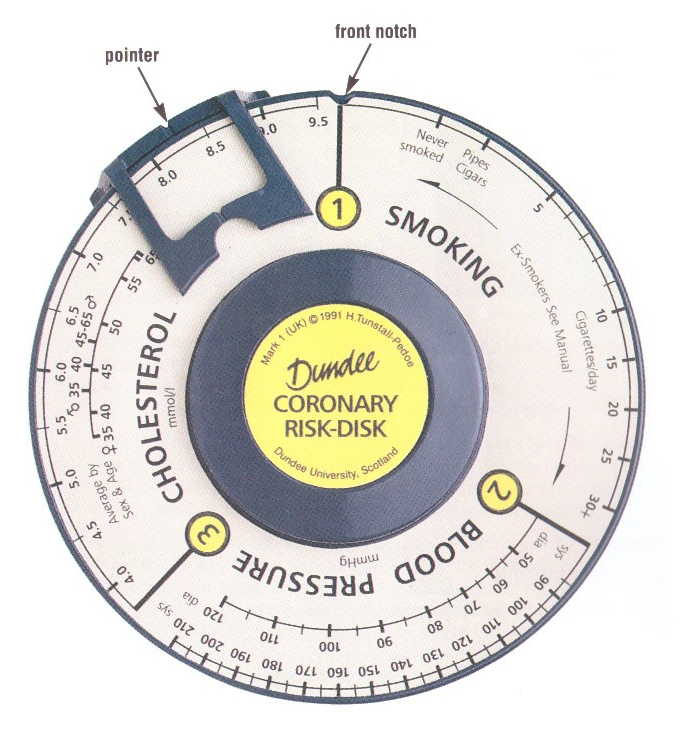 front notch
pointer
1
SMOKING
Never smoked
Pipes
Cigars
5
Ex-Smokers See Manual
Cigarettes/day
10
15
20
25
30+
2
BLOOD PRESSURE
mmHg
dia
50
60
70
80
90
100
110
120
dia
sys
90
100
110
120
130
140
150
160
170
180
190
200
210
sys
3
CHOLESTEROL
mmol/l
4.0
4.5
5.0
5.5
6.0
6.5
7.0
8.0
8.5
9.5
Average by
Sex & Age
♀ 35 40
45
50
55
♂ 35 40 45-65 ♂
Mark 1 (UK) © 1991 H.Tunstall-Pedoe
Dundee
CORONARY
RISK-DISK
Dundee University, Scotland